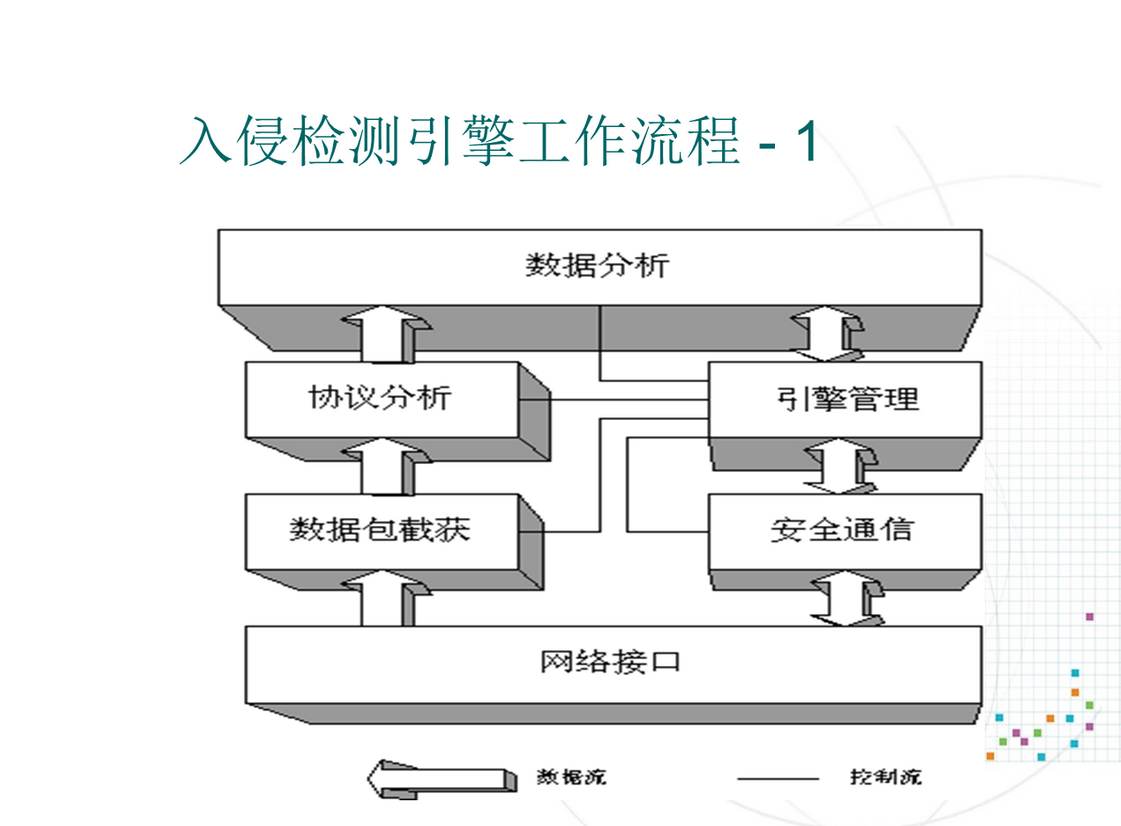 入侵检测引擎工作流程 - 1
数据分析
协议分析
引擎管理
数据包截获
安全通信
网络接口
数据流
控制流